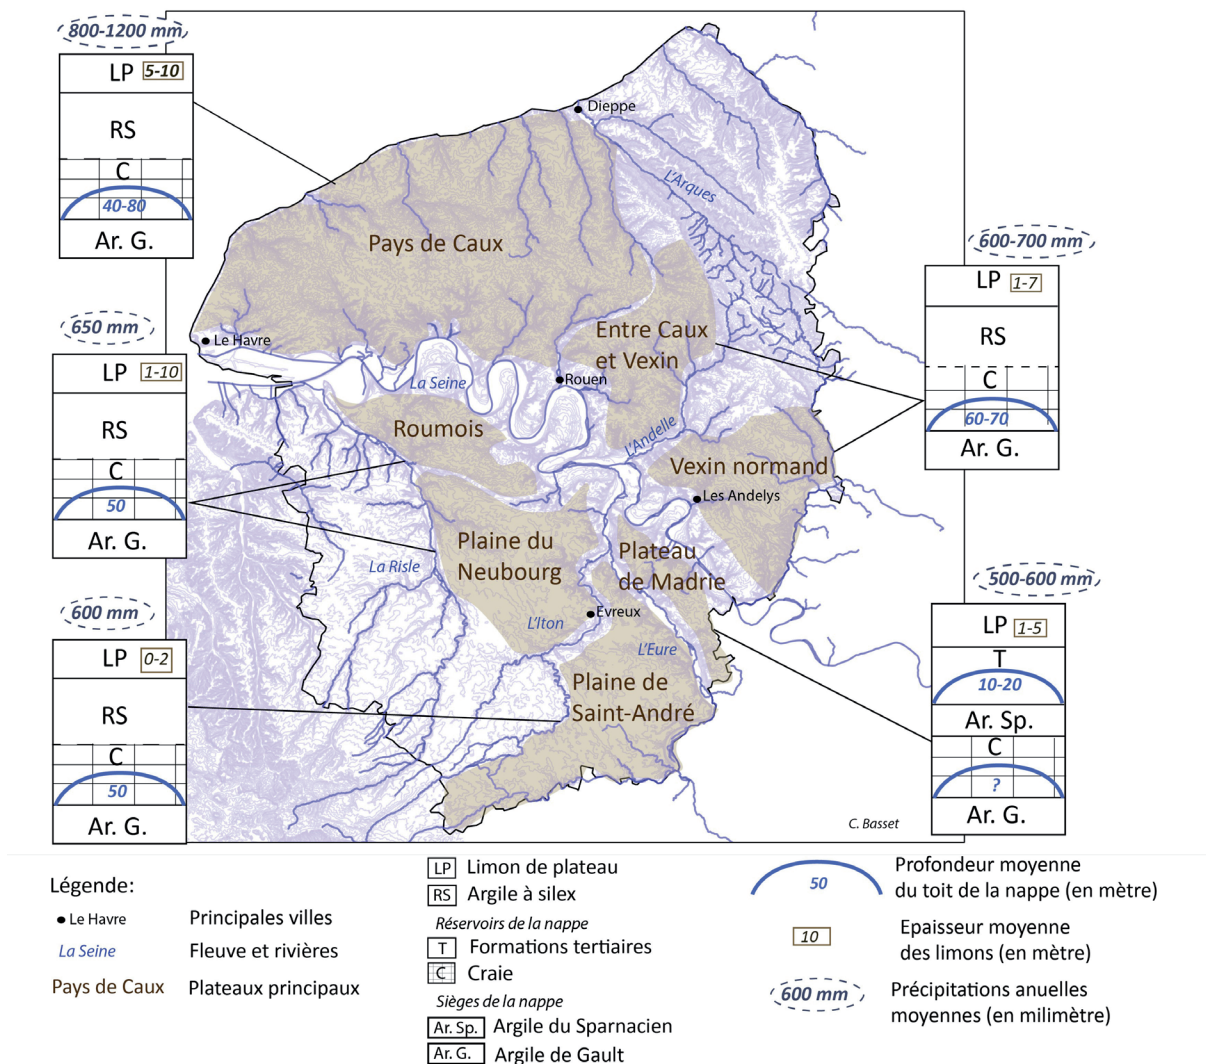 800-1200 mm
LP 5-10
RS
C
40-80
Ar. G.
650 mm
LP 1-10
RS
C
50
Ar. G.
600 mm
LP 0-2
RS
C
50
Ar. G.
Dieppe
L'Arques
Pays de Caux
Le Havre
La Seine
Rouen
Entre Caux
et Vexin
Roumois
L'Andelle
Vexin normand
Les Andelys
Plaine du
Neubourg
Plateau
de Madrie
La Risle
L'Iton
Evreux
L'Eure
Plaine de
Saint-André
600-700 mm
LP 1-7
RS
C
60-70
Ar. G.
500-600 mm
LP 1-5
T
10-20
Ar. Sp.
C
?
Ar. G.
C. Basset
Légende:
Le Havre Principales villes
La Seine Fleuve et rivières
Pays de Caux Plateaux principaux
LP Limon de plateau
RS Argile à silex
Réservoirs de la nappe
T Formations tertiaires
C Craie
Sièges de la nappe
Ar. Sp. Argile du Sparnacien
Ar. G. Argile de Gault
50
Profondeur moyenne
du toit de la nappe (en mètre)
10
Epaisseur moyenne
des limons (en mètre)
600 mm
Précipitations anuelles
moyennes (en milimètre)